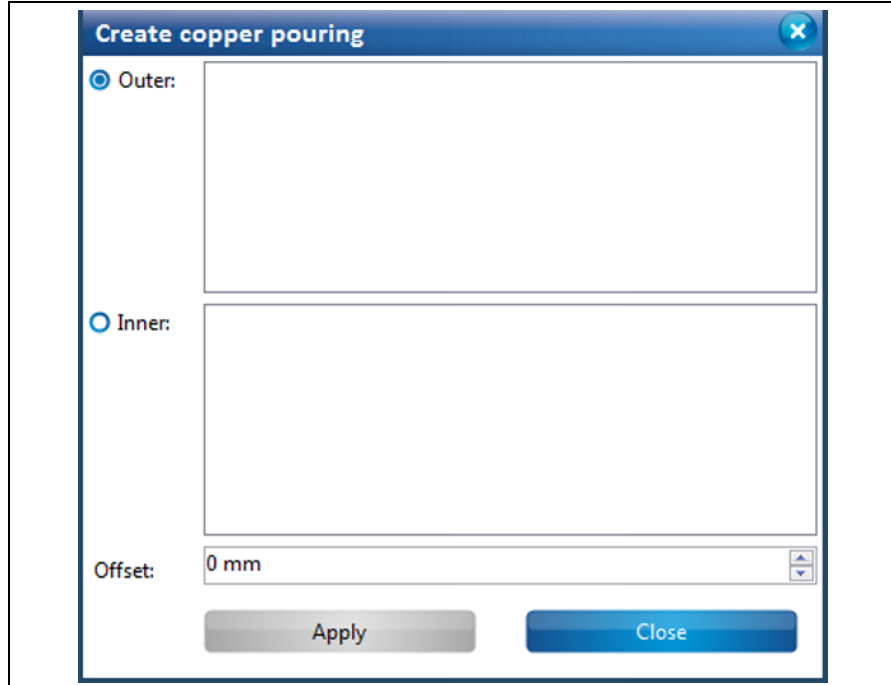 Create copper pouring
Outer:
Inner:
Offset:
0 mm
Apply
Close